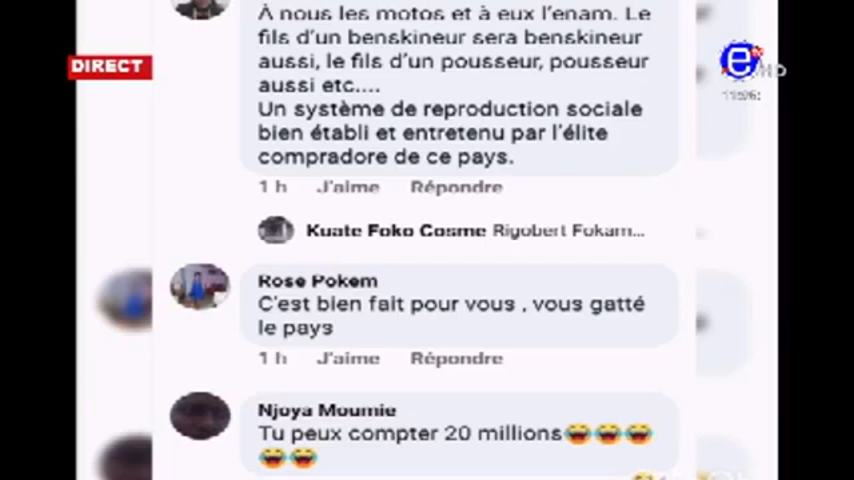 À nous les motos et à eux l'enam. Le
fils d'un benskineur sera benskineur
aussi, le fils d'un pousseur, pousseur
aussi etc....
Un système de reproduction sociale
bien établi et entretenu par l'élite
compradore de ce pays.
1 h J'aime Répondre
Kuate Foko Cosme Rigobert Fokam...
Rose Pokem
C'est bien fait pour vous , vous gatté
le pays
1 h J'aime Répondre
Njoya Moumie
Tu peux compter 20 millions😂😂😂
😂😂
DIRECT
e tv HD